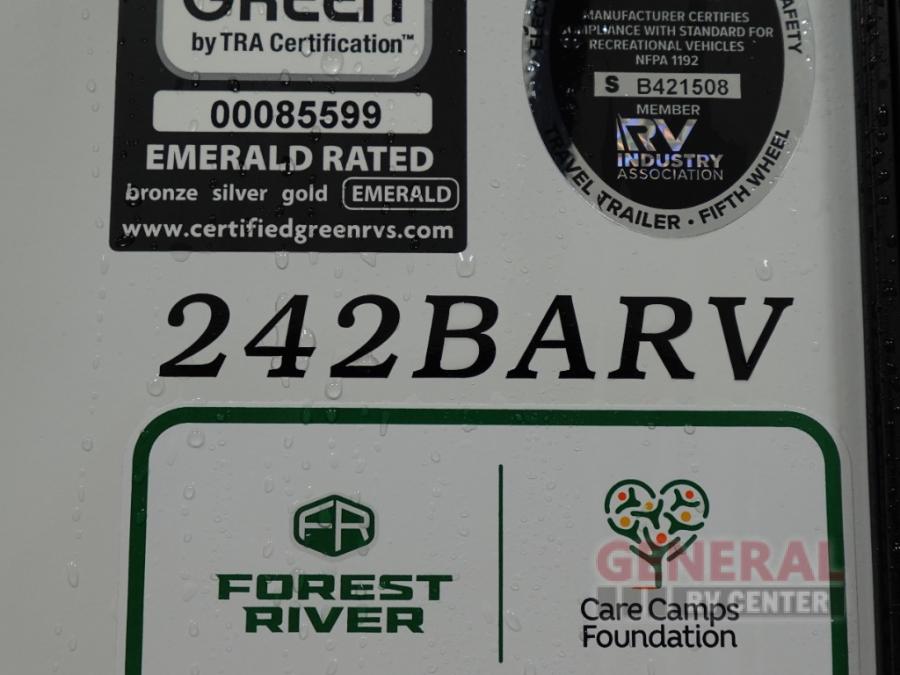 GREEN
by TRA Certification™
00085599
EMERALD RATED
bronze silver gold EMERALD
www.certifiedgreenrvs.com
SAFETY
MANUFACTURER CERTIFIES
COMPLIANCE WITH STANDARD FOR
RECREATIONAL VEHICLES
NFPA 1192
S B421508
MEMBER
RV
INDUSTRY
ASSOCIATION
TRAVEL TRAILER • FIFTH WHEEL
242BARV
FR
FOREST
RIVER
Care Camps
Foundation
GENERAL
RV CENTER